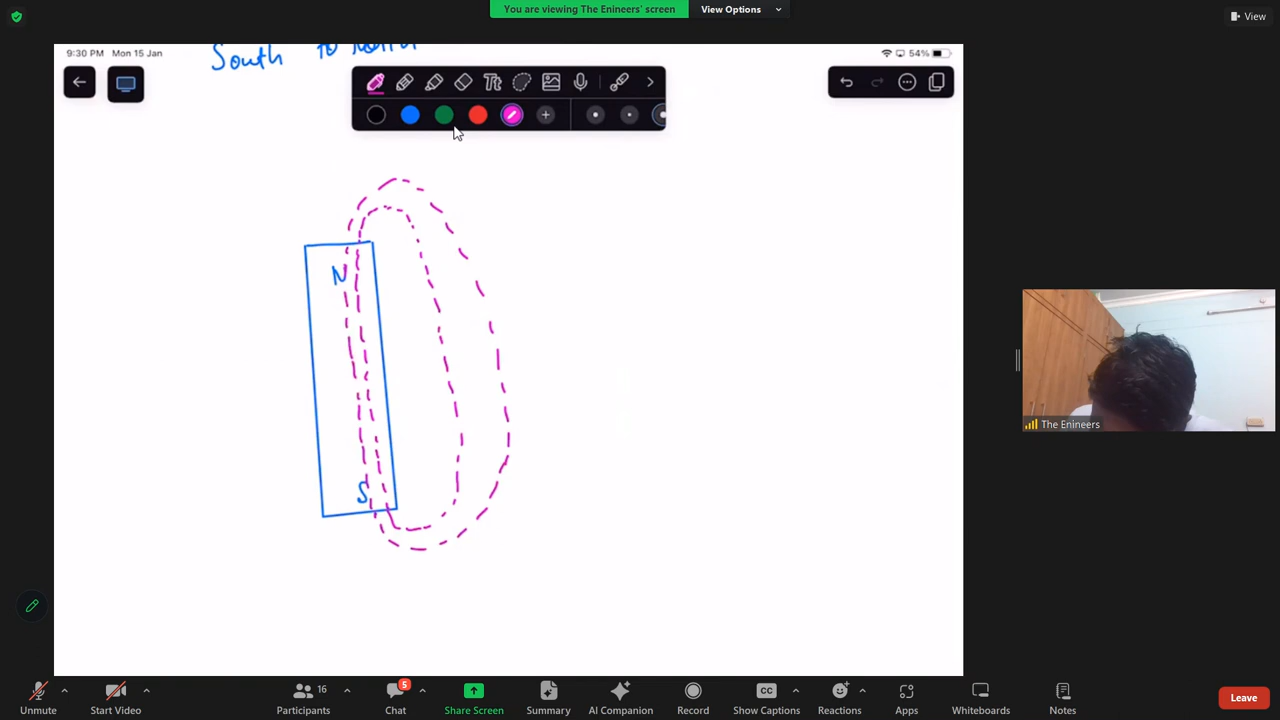 You are viewing The Enineers' screen
View Options
View
9:30 PM Mon 15 Jan
54%
South to
Tt
N
S
The Enineers
Unmute
Start Video
16
Participants
5
Chat
Share Screen
Summary
AI Companion
Record
CC
Show Captions
Reactions
Apps
Whiteboards
Notes
Leave